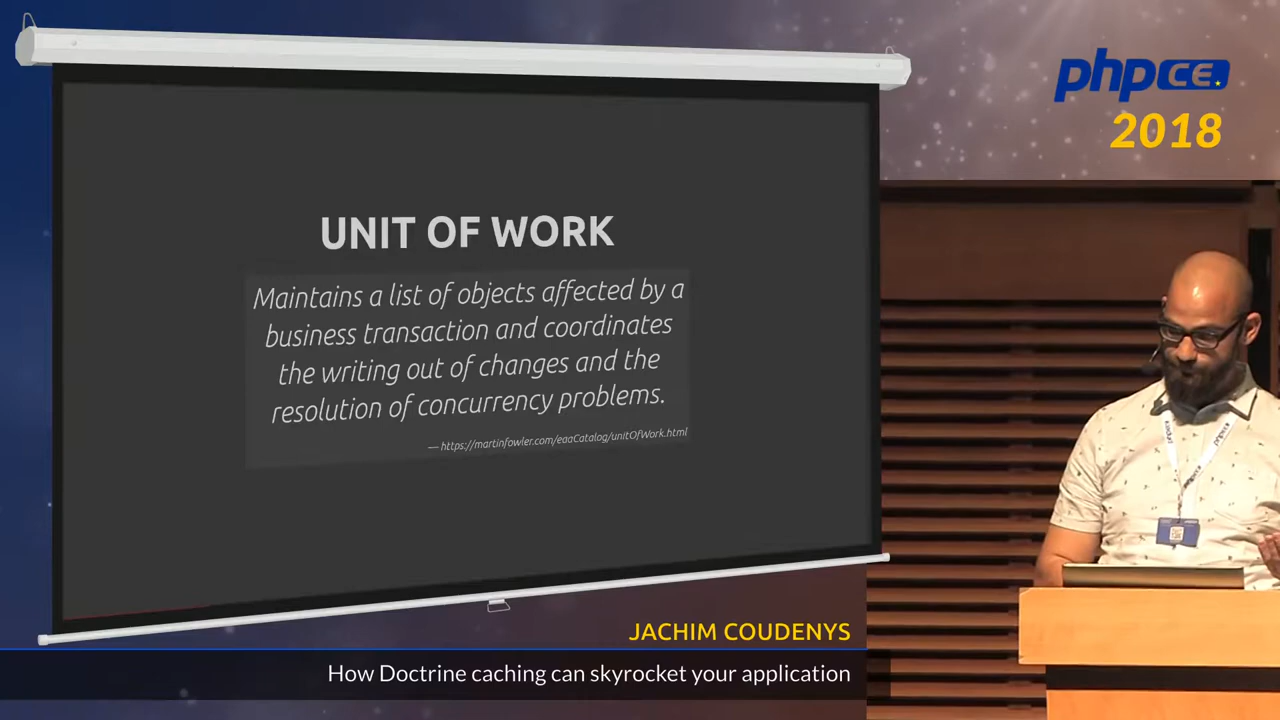 phpce.
2018
UNIT OF WORK
Maintains a list of objects affected by a
business transaction and coordinates
the writing out of changes and the
resolution of concurrency problems.
— https://martinfowler.com/eaaCatalog/unitOfWork.html
phpce
phpce
JACHIM COUDENYS
How Doctrine caching can skyrocket your application